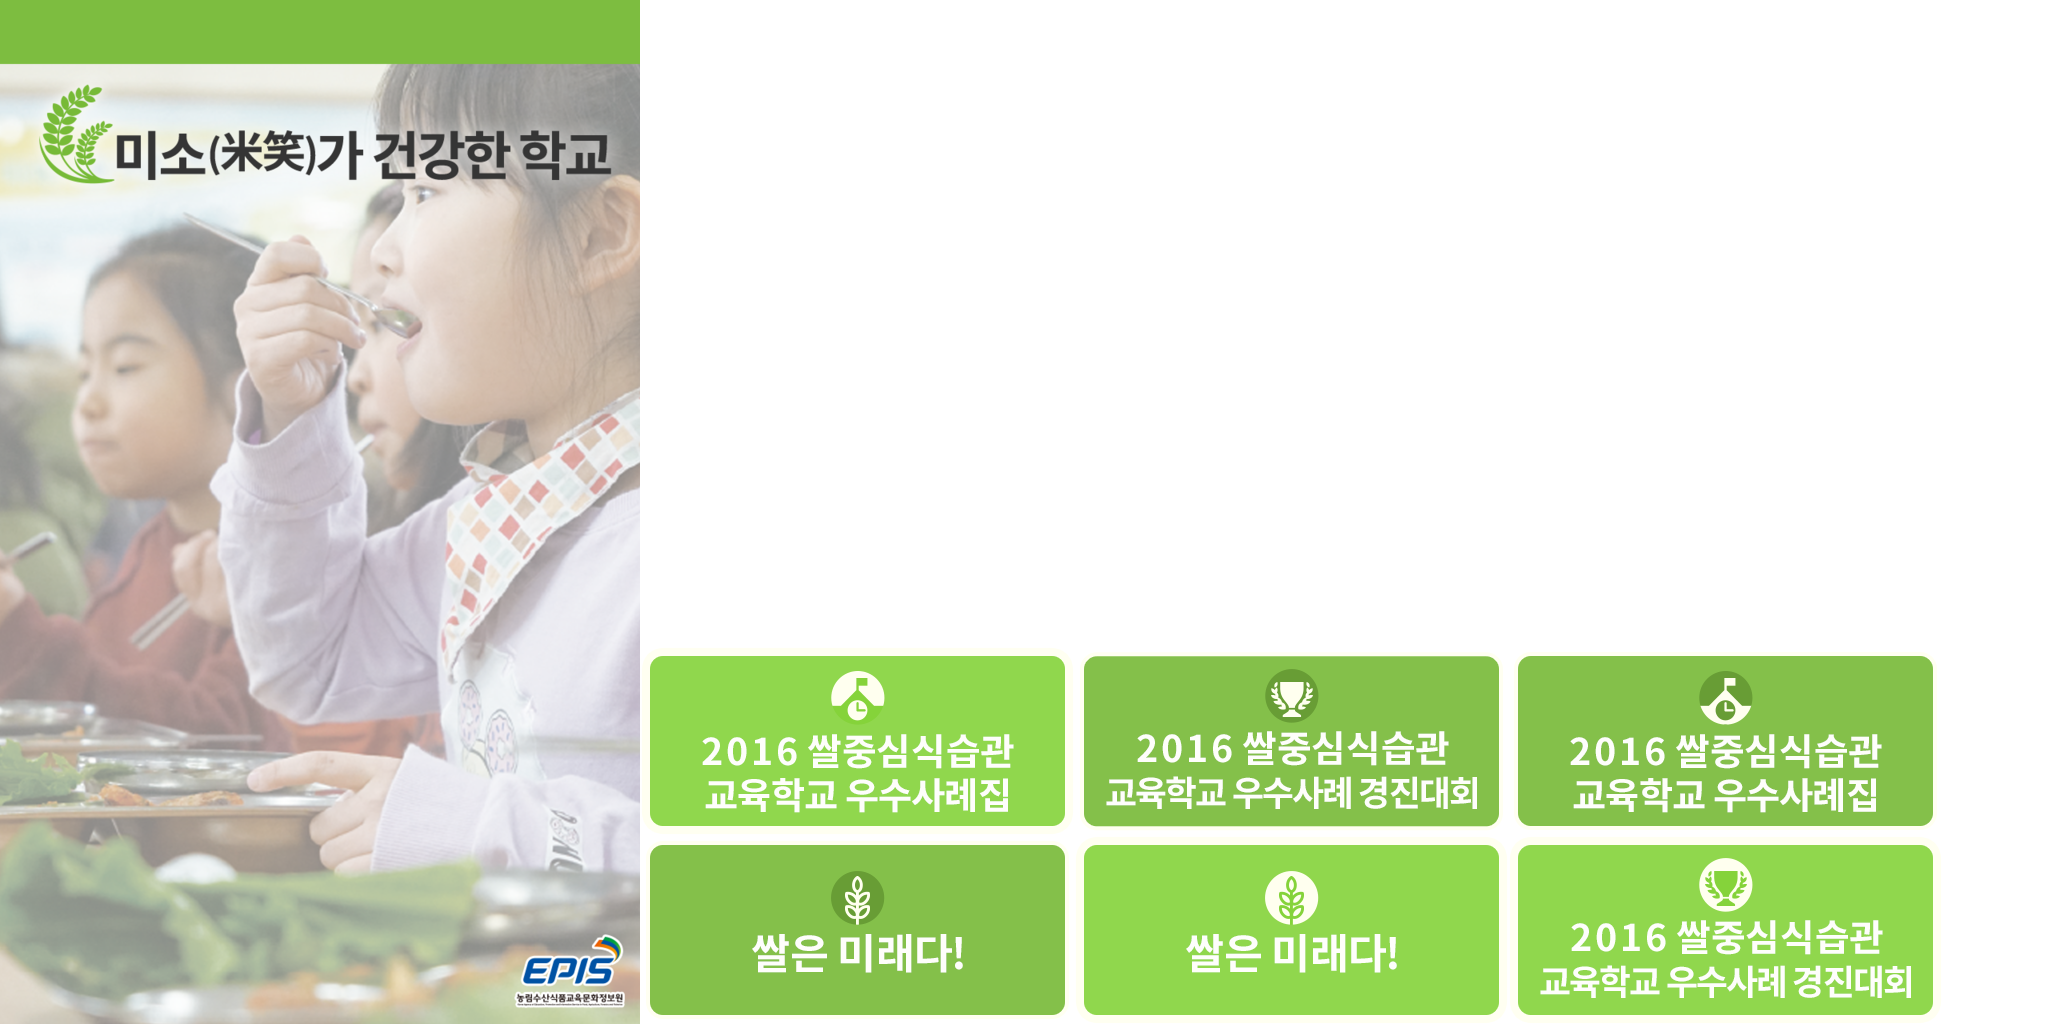 미소(米笑)가 건강한 학교
EPIS
농림수산식품교육문화정보원
2016 쌀중심식습관
교육학교 우수사례집
2016 쌀중심식습관
교육학교 우수사례 경진대회
2016 쌀중심식습관
교육학교 우수사례집
쌀은 미래다!
쌀은 미래다!
2016 쌀중심식습관
교육학교 우수사례 경진대회